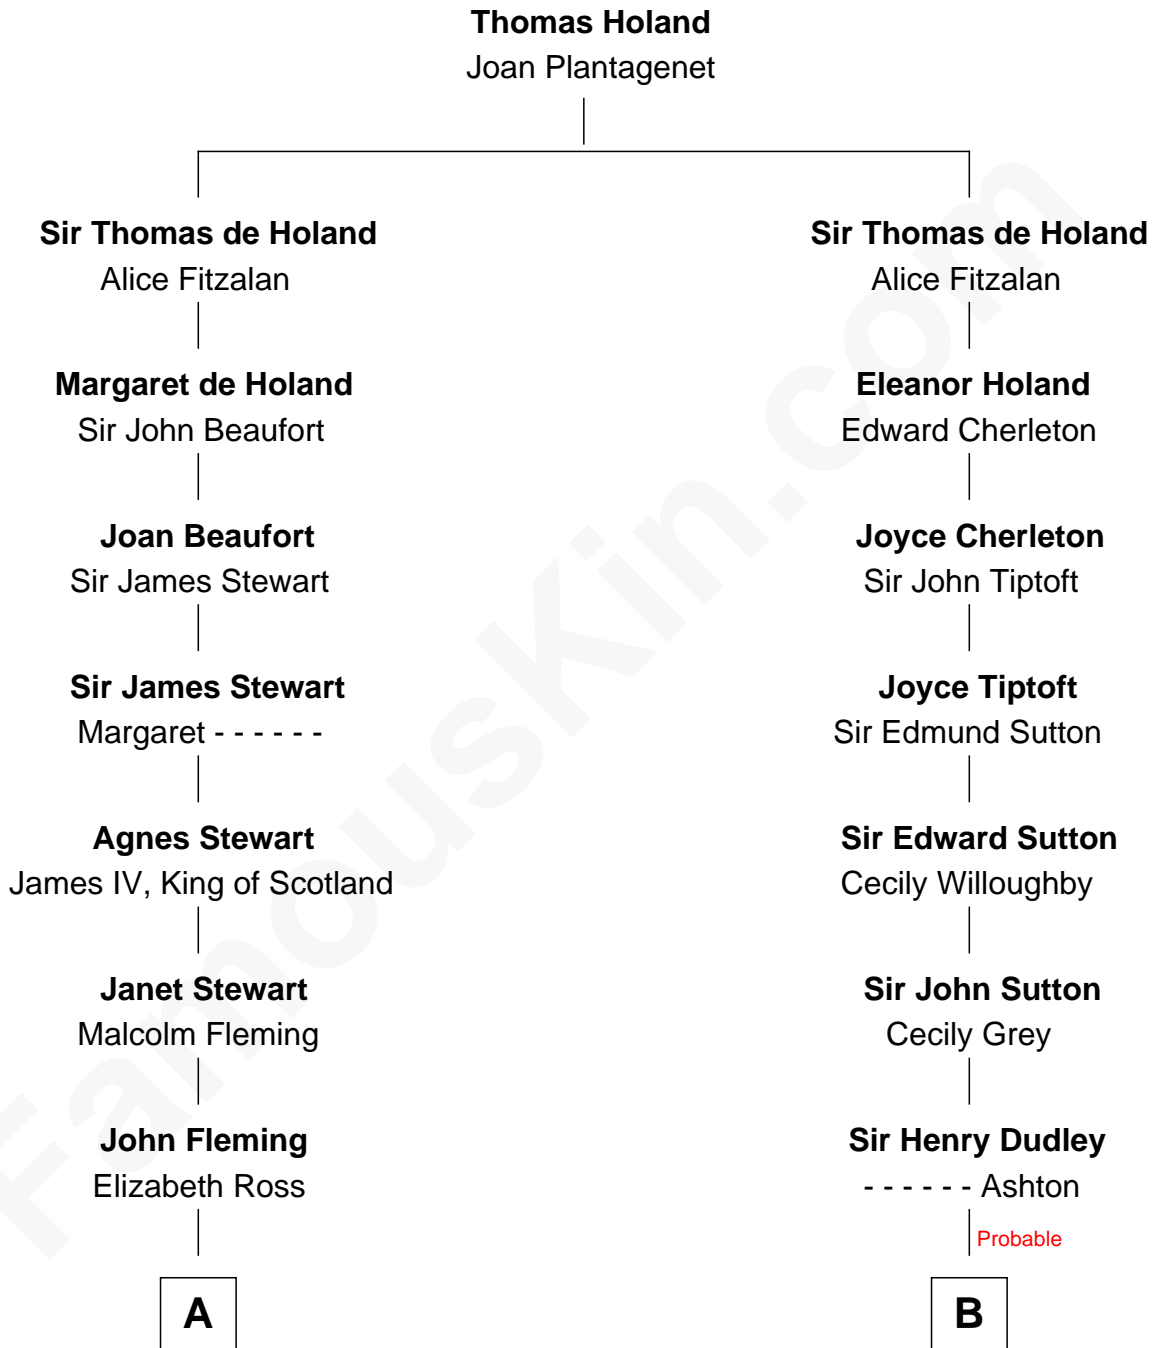 Thomas Holand
Joan Plantagenet
Sir Thomas de Holand
Alice Fitzalan
Margaret de Holand
Sir John Beaufort
Joan Beaufort
Sir James Stewart
Sir James Stewart
Margaret - - - - - -
Agnes Stewart
James IV, King of Scotland
Janet Stewart
Malcolm Fleming
John Fleming
Elizabeth Ross
A
Sir Thomas de Holand
Alice Fitzalan
Eleanor Holand
Edward Cherleton
Joyce Cherleton
Sir John Tiptoft
Joyce Tiptoft
Sir Edmund Sutton
Sir Edward Sutton
Cecily Willoughby
Sir John Sutton
Cecily Grey
Sir Henry Dudley
- - - - - - Ashton
Probable
B
FamousKin.com